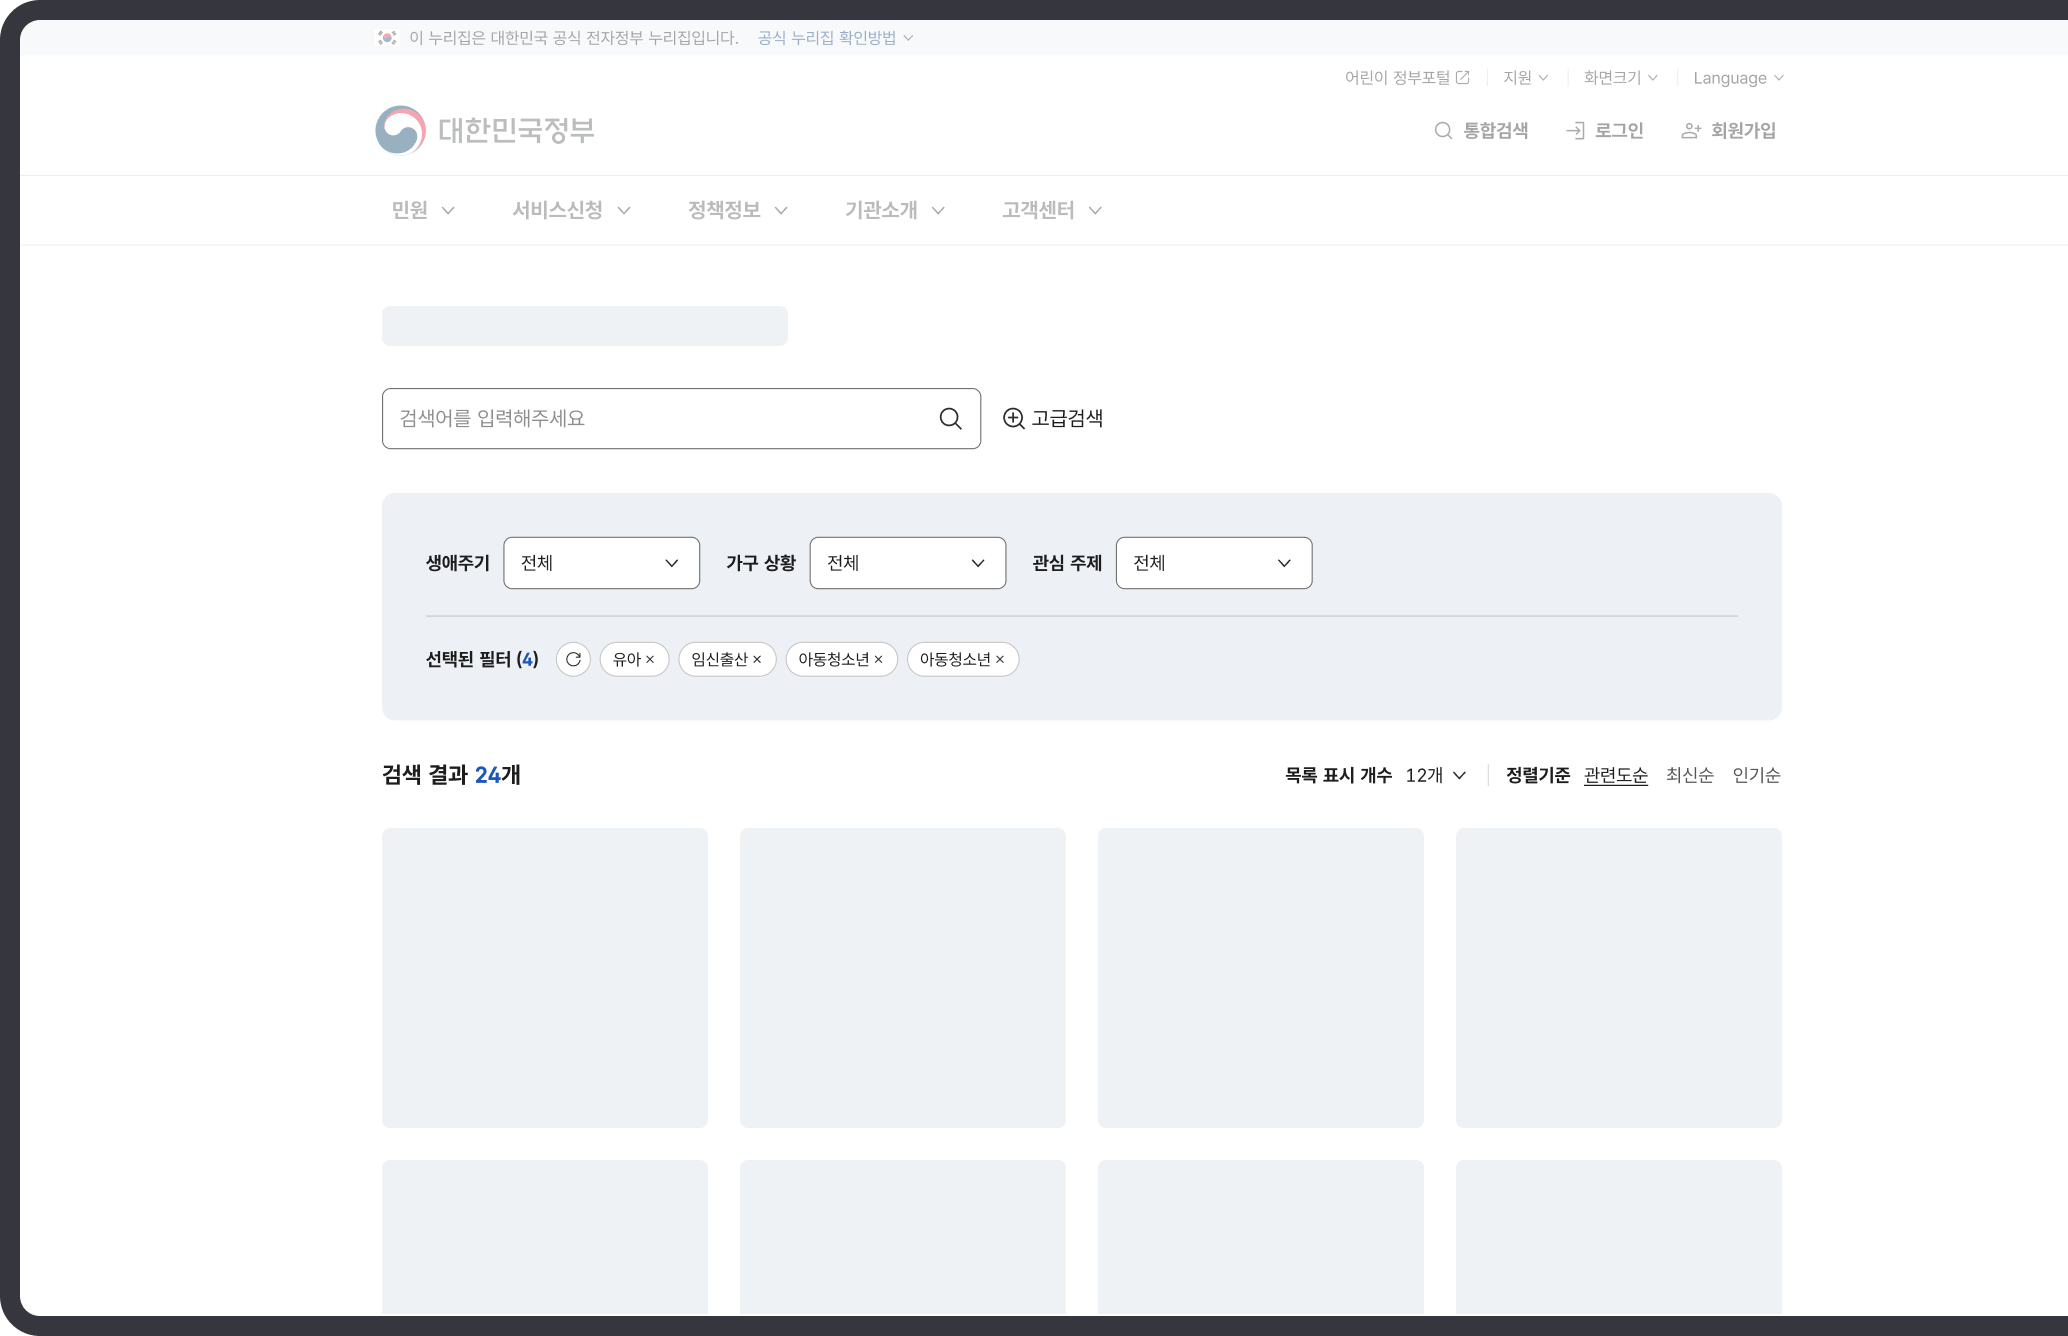 이 누리집은 대한민국 공식 전자정부 누리집입니다. 공식 누리집 확인방법
어린이 정부포털 지원 화면크기 Language
대한민국정부
통합검색 로그인 회원가입
민원 서비스신청 정책정보 기관소개 고객센터
검색어를 입력해주세요 고급검색
생애주기 전체 가구 상황 전체 관심 주제 전체
선택된 필터 (4) 유아 × 임신출산 × 아동청소년 × 아동청소년 ×
검색 결과 24개 목록 표시 개수 12개 정렬기준 관련도순 최신순 인기순